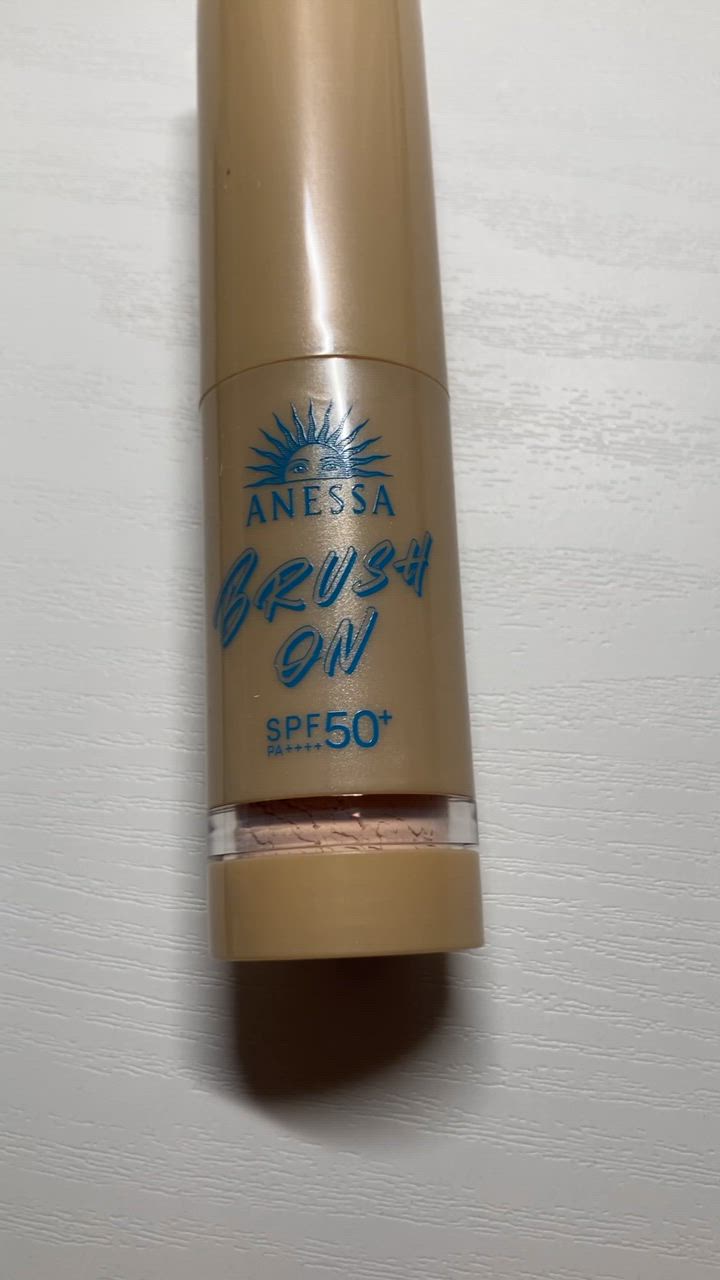 ANESSA
BRUSH
ON
SPF50+
PA++++